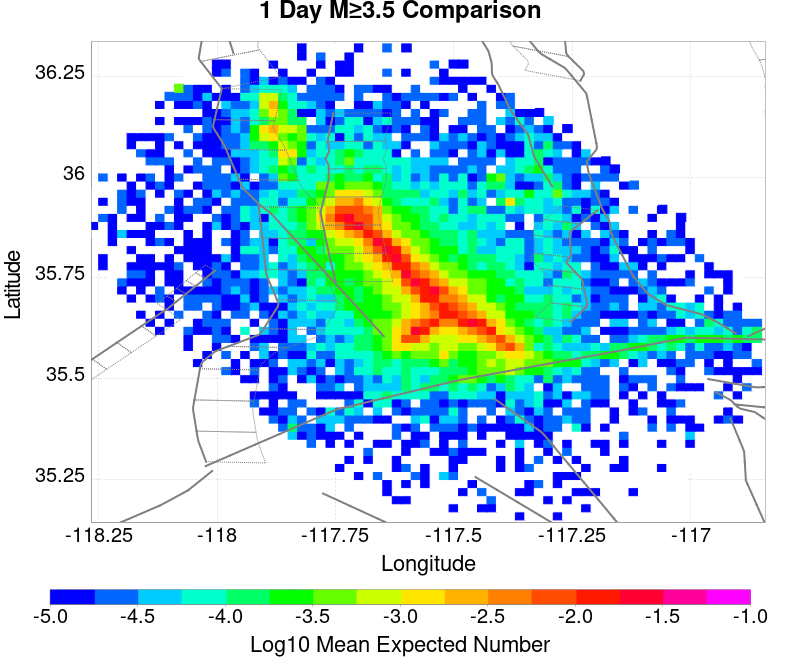 1 Day M≥3.5 Comparison
36.25
36
35.75
35.5
35.25
Latitude
-118.25 -118 -117.75 -117.5 -117.25 -117
Longitude
-5.0 -4.5 -4.0 -3.5 -3.0 -2.5 -2.0 -1.5 -1.0
Log10 Mean Expected Number